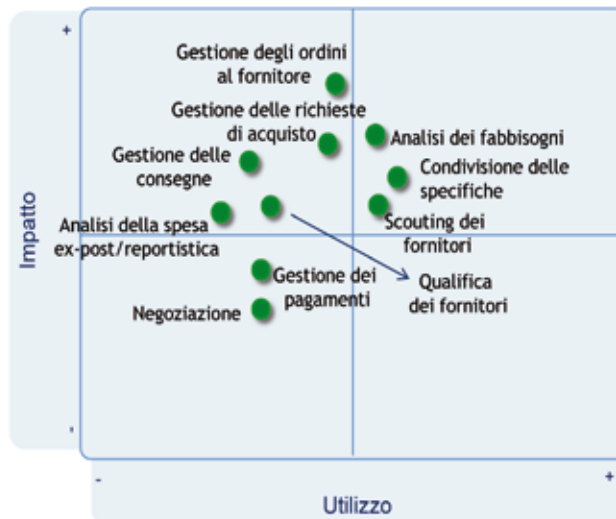 +
Gestione degli ordini
al fornitore
Gestione delle richieste
di acquisto
Analisi dei fabbisogni
Gestione delle
consegne
Condivisione delle
specifiche
Analisi della spesa
ex-post/reportistica
Scouting dei
fornitori
Impatto
Gestione dei
pagamenti
Qualifica
dei fornitori
Negoziazione
-
-
+
Utilizzo